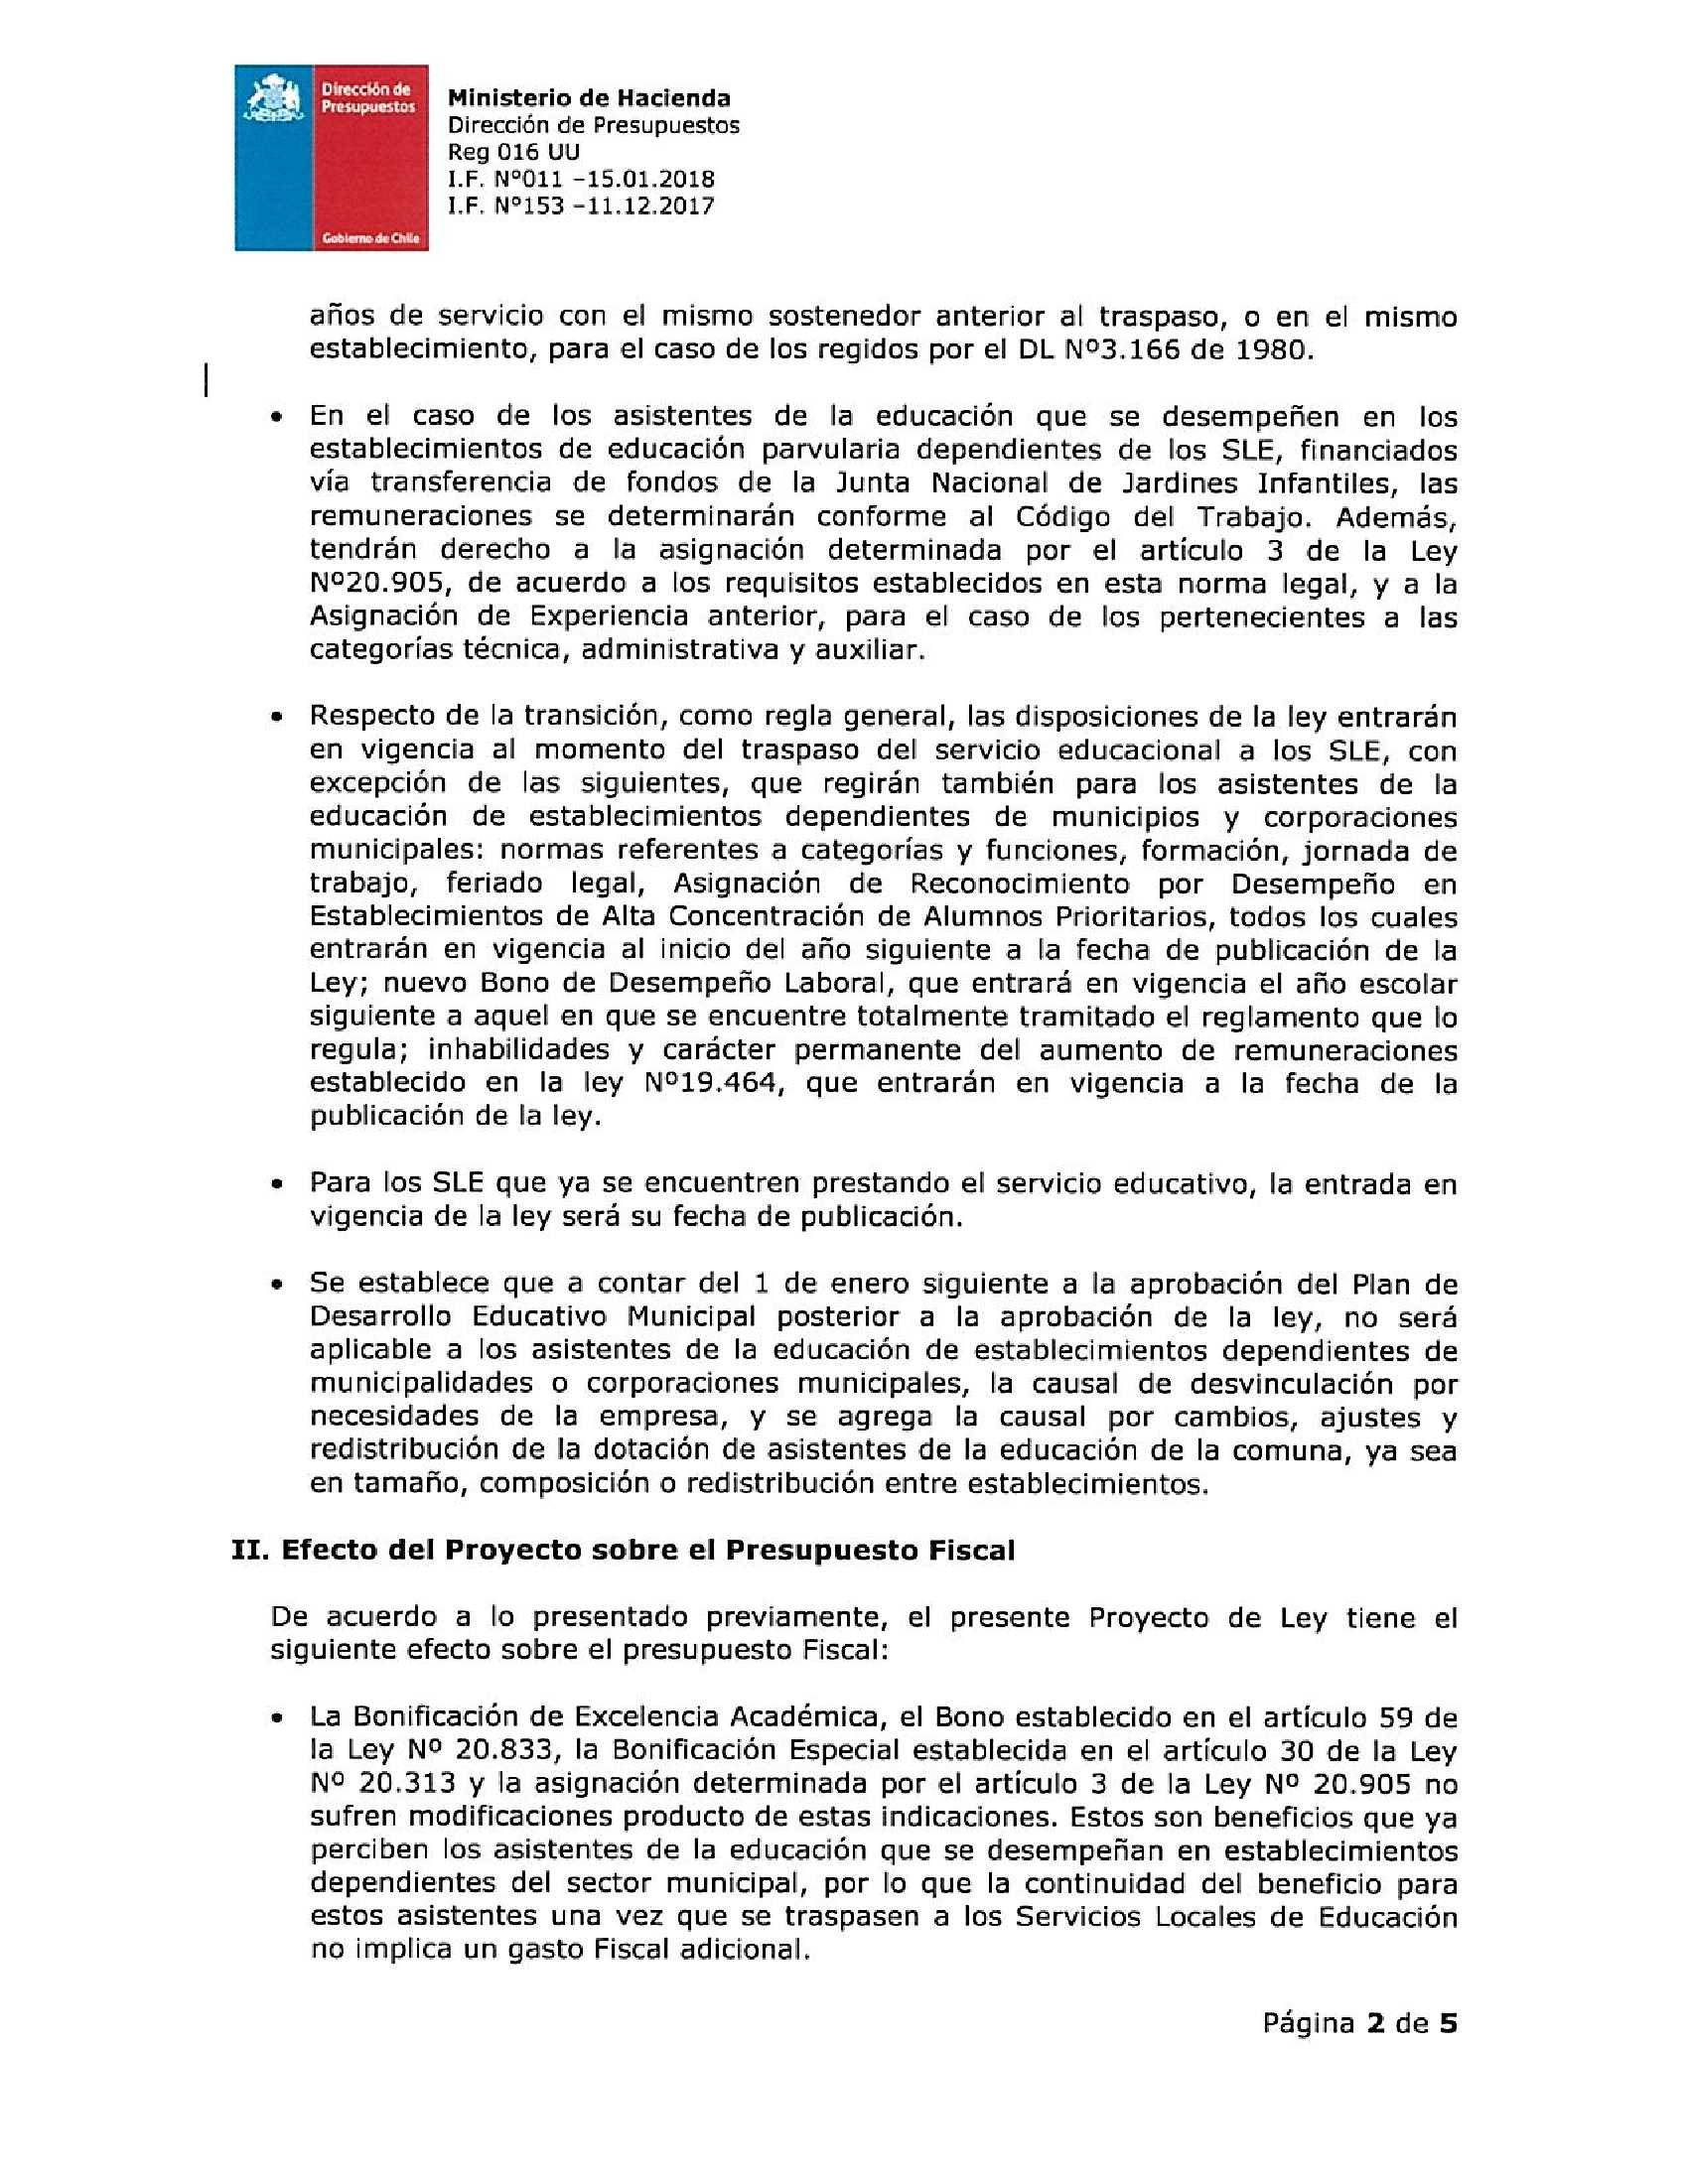 Dirección de
Presupuestos
Gobierno de Chile
Ministerio de Hacienda
Dirección de Presupuestos
Reg 016 UU
I.F. Nº011 –15.01.2018
I.F. Nº153 –11.12.2017
años de servicio con el mismo sostenedor anterior al traspaso, o en el mismo
establecimiento, para el caso de los regidos por el DL Nº3.166 de 1980.
• En el caso de los asistentes de la educación que se desempeñen en los
establecimientos de educación parvularia dependientes de los SLE, financiados
vía transferencia de fondos de la Junta Nacional de Jardines Infantiles, las
remuneraciones se determinarán conforme al Código del Trabajo. Además,
tendrán derecho a la asignación determinada por el artículo 3 de la Ley
Nº20.905, de acuerdo a los requisitos establecidos en esta norma legal, y a la
Asignación de Experiencia anterior, para el caso de los pertenecientes a las
categorías técnica, administrativa y auxiliar.
• Respecto de la transición, como regla general, las disposiciones de la ley entrarán
en vigencia al momento del traspaso del servicio educacional a los SLE, con
excepción de las siguientes, que regirán también para los asistentes de la
educación de establecimientos dependientes de municipios y corporaciones
municipales: normas referentes a categorías y funciones, formación, jornada de
trabajo, feriado legal, Asignación de Reconocimiento por Desempeño en
Establecimientos de Alta Concentración de Alumnos Prioritarios, todos los cuales
entrarán en vigencia al inicio del año siguiente a la fecha de publicación de la
Ley; nuevo Bono de Desempeño Laboral, que entrará en vigencia el año escolar
siguiente a aquel en que se encuentre totalmente tramitado el reglamento que lo
regula; inhabilidades y carácter permanente del aumento de remuneraciones
establecido en la ley Nº19.464, que entrarán en vigencia a la fecha de la
publicación de la ley.
• Para los SLE que ya se encuentren prestando el servicio educativo, la entrada en
vigencia de la ley será su fecha de publicación.
• Se establece que a contar del 1 de enero siguiente a la aprobación del Plan de
Desarrollo Educativo Municipal posterior a la aprobación de la ley, no será
aplicable a los asistentes de la educación de establecimientos dependientes de
municipalidades o corporaciones municipales, la causal de desvinculación por
necesidades de la empresa, y se agrega la causal por cambios, ajustes y
redistribución de la dotación de asistentes de la educación de la comuna, ya sea
en tamaño, composición o redistribución entre establecimientos.
II. Efecto del Proyecto sobre el Presupuesto Fiscal
De acuerdo a lo presentado previamente, el presente Proyecto de Ley tiene el
siguiente efecto sobre el presupuesto Fiscal:
• La Bonificación de Excelencia Académica, el Bono establecido en el artículo 59 de
la Ley Nº 20.833, la Bonificación Especial establecida en el artículo 30 de la Ley
Nº 20.313 y la asignación determinada por el artículo 3 de la Ley Nº 20.905 no
sufren modificaciones producto de estas indicaciones. Estos son beneficios que ya
perciben los asistentes de la educación que se desempeñan en establecimientos
dependientes del sector municipal, por lo que la continuidad del beneficio para
estos asistentes una vez que se traspasen a los Servicios Locales de Educación
no implica un gasto Fiscal adicional.
Página 2 de 5